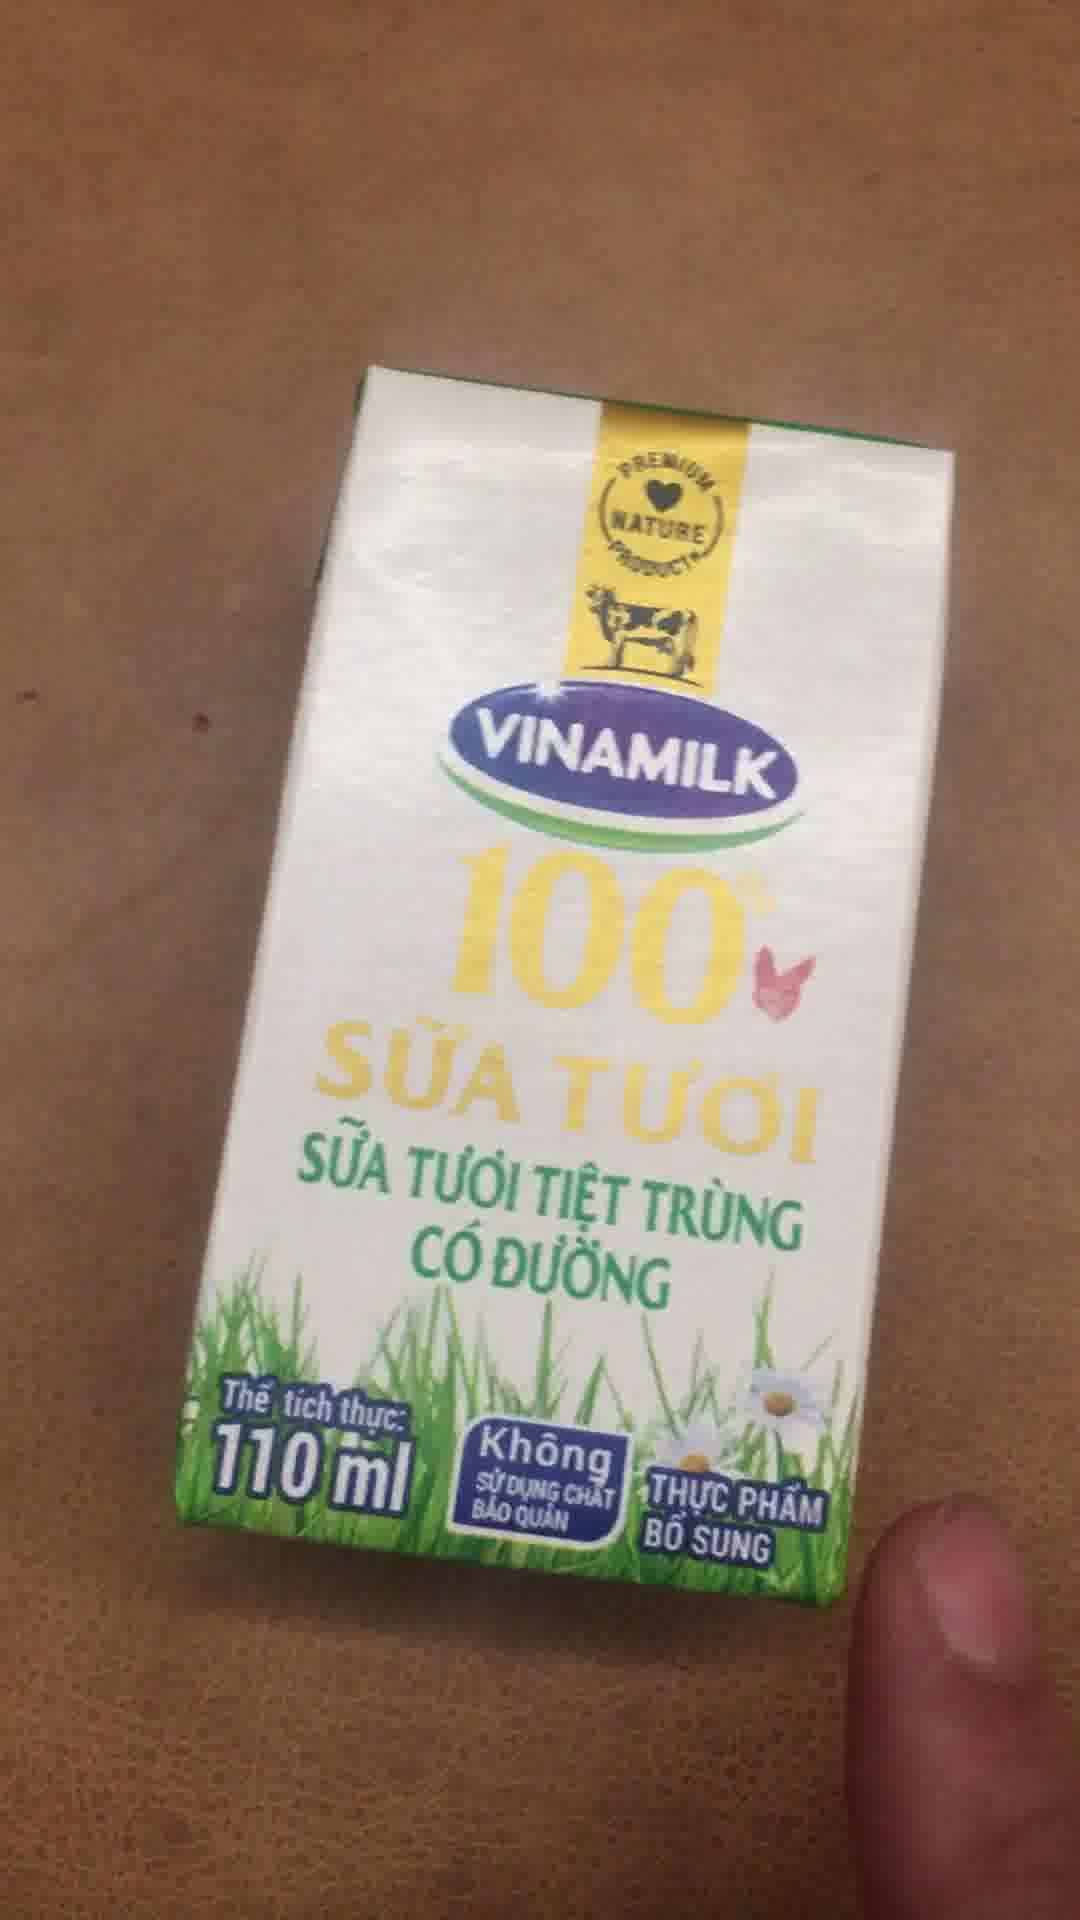 PREMIUM
NATURE
PRODUCT
VINAMILK
100%
SỮA TƯƠI
SỮA TƯƠI TIỆT TRÙNG
CÓ ĐƯỜNG
Thể tích thực:
110 ml
Không
SỬ DỤNG CHẤT
BẢO QUẢN
THỰC PHẨM
BỔ SUNG